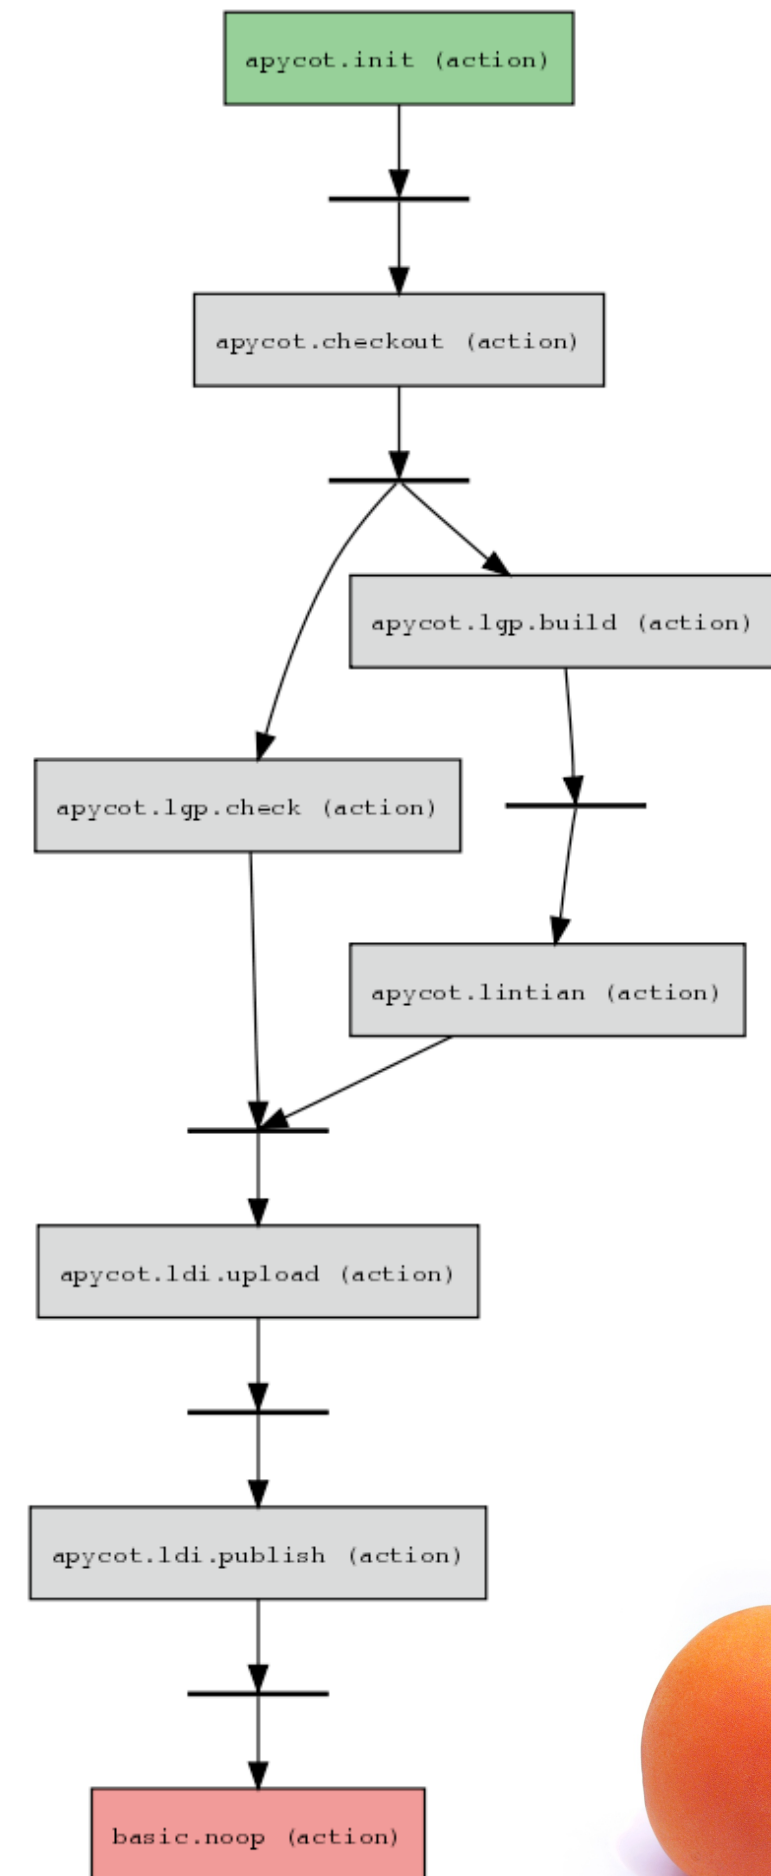 apycot.init (action)
apycot.checkout (action)
apycot.lgp.build (action)
apycot.lgp.check (action)
apycot.lintian (action)
apycot.ldi.upload (action)
apycot.ldi.publish (action)
basic.noop (action)